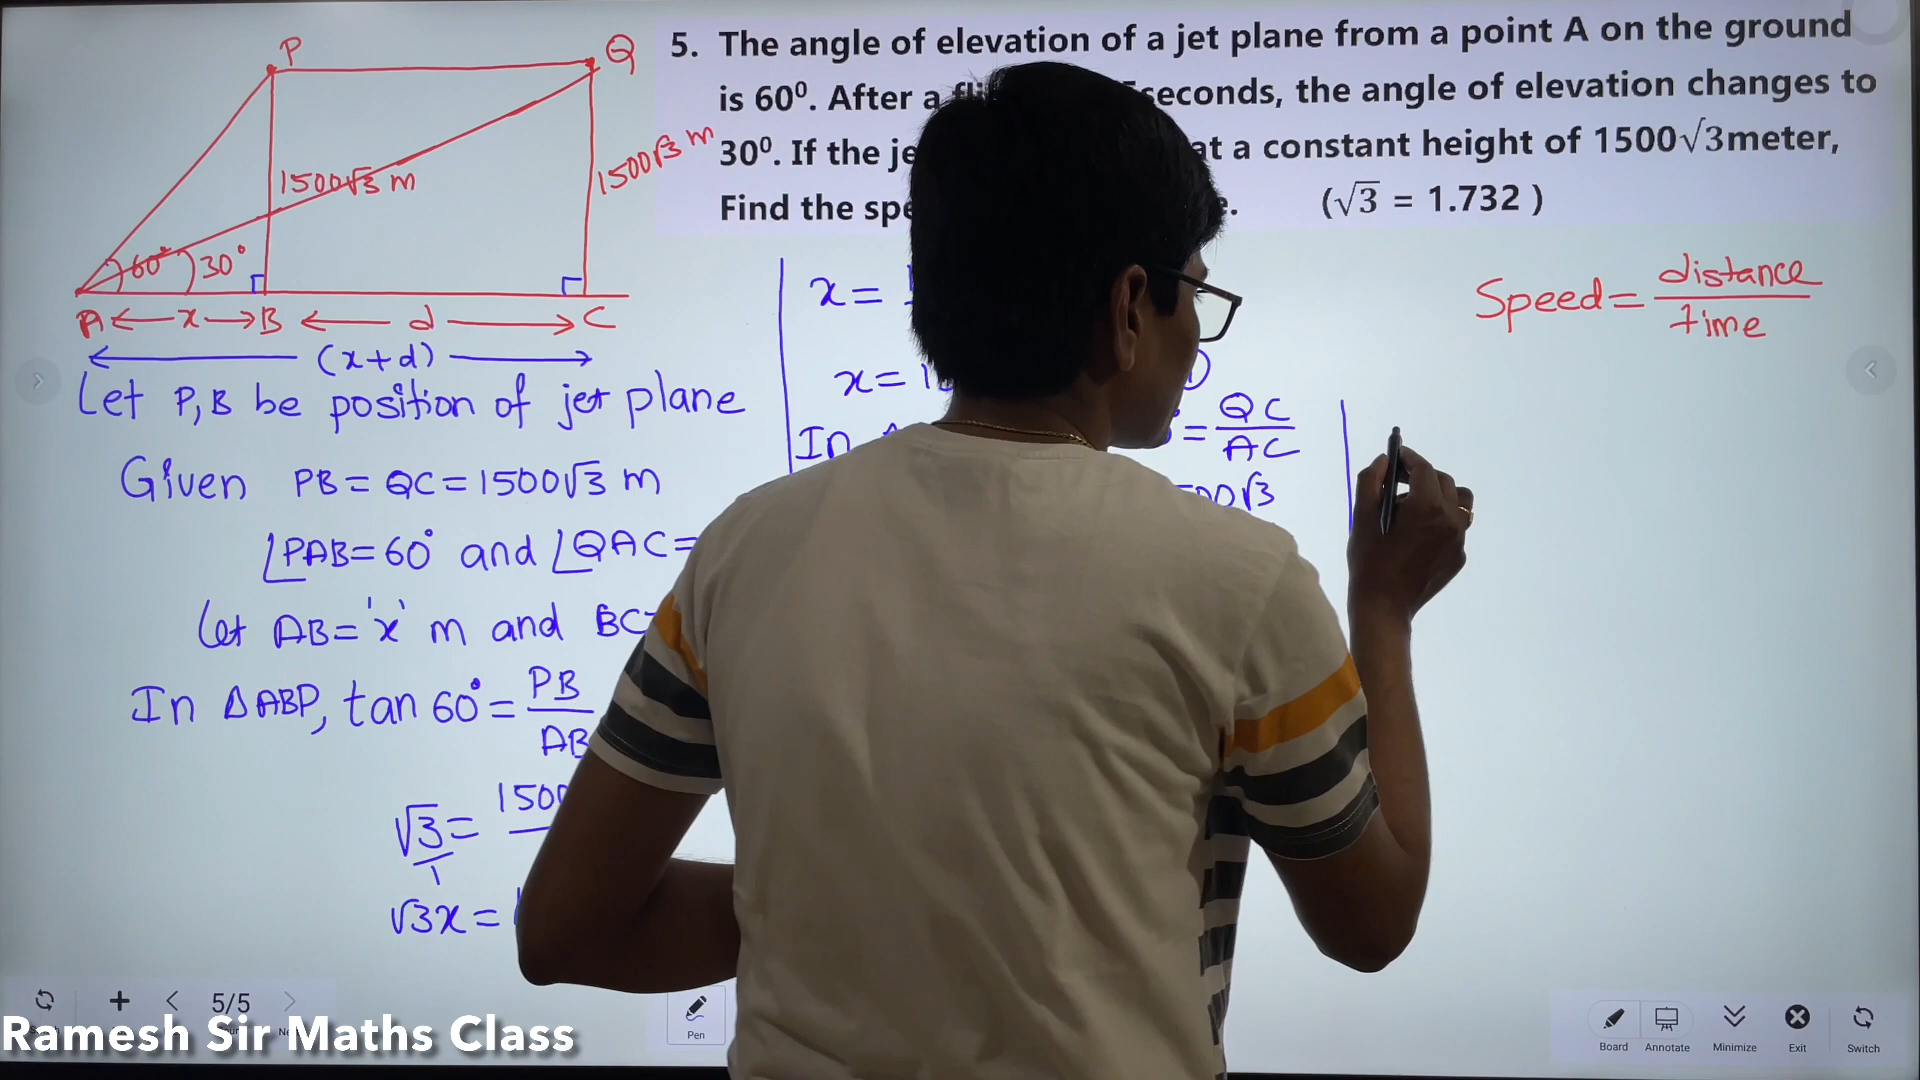 5. The angle of elevation of a jet plane from a point A on the ground
is 60⁰. After a seconds, the angle of elevation changes to
30⁰. If the at a constant height of 1500√3meter,
Find the
(√3 = 1.732 )
P
Q
1500√3 m
1500√3 m
60°
30°
A ← x → B ← d → C
(x+d)
Let P,B be position of jet plane
Given PB = QC = 1500√3 m
∠PAB = 60° and ∠QAC =
Let AB = 'x' m and BC
In ΔABP, tan 60° = PB
AB
√3 =
1
√3x =
x =
x =
In
= QC
AC
√3
Speed = distance
time
5/5
Pen
Board
Annotate
Minimize
Exit
Switch
Ramesh Sir Maths Class